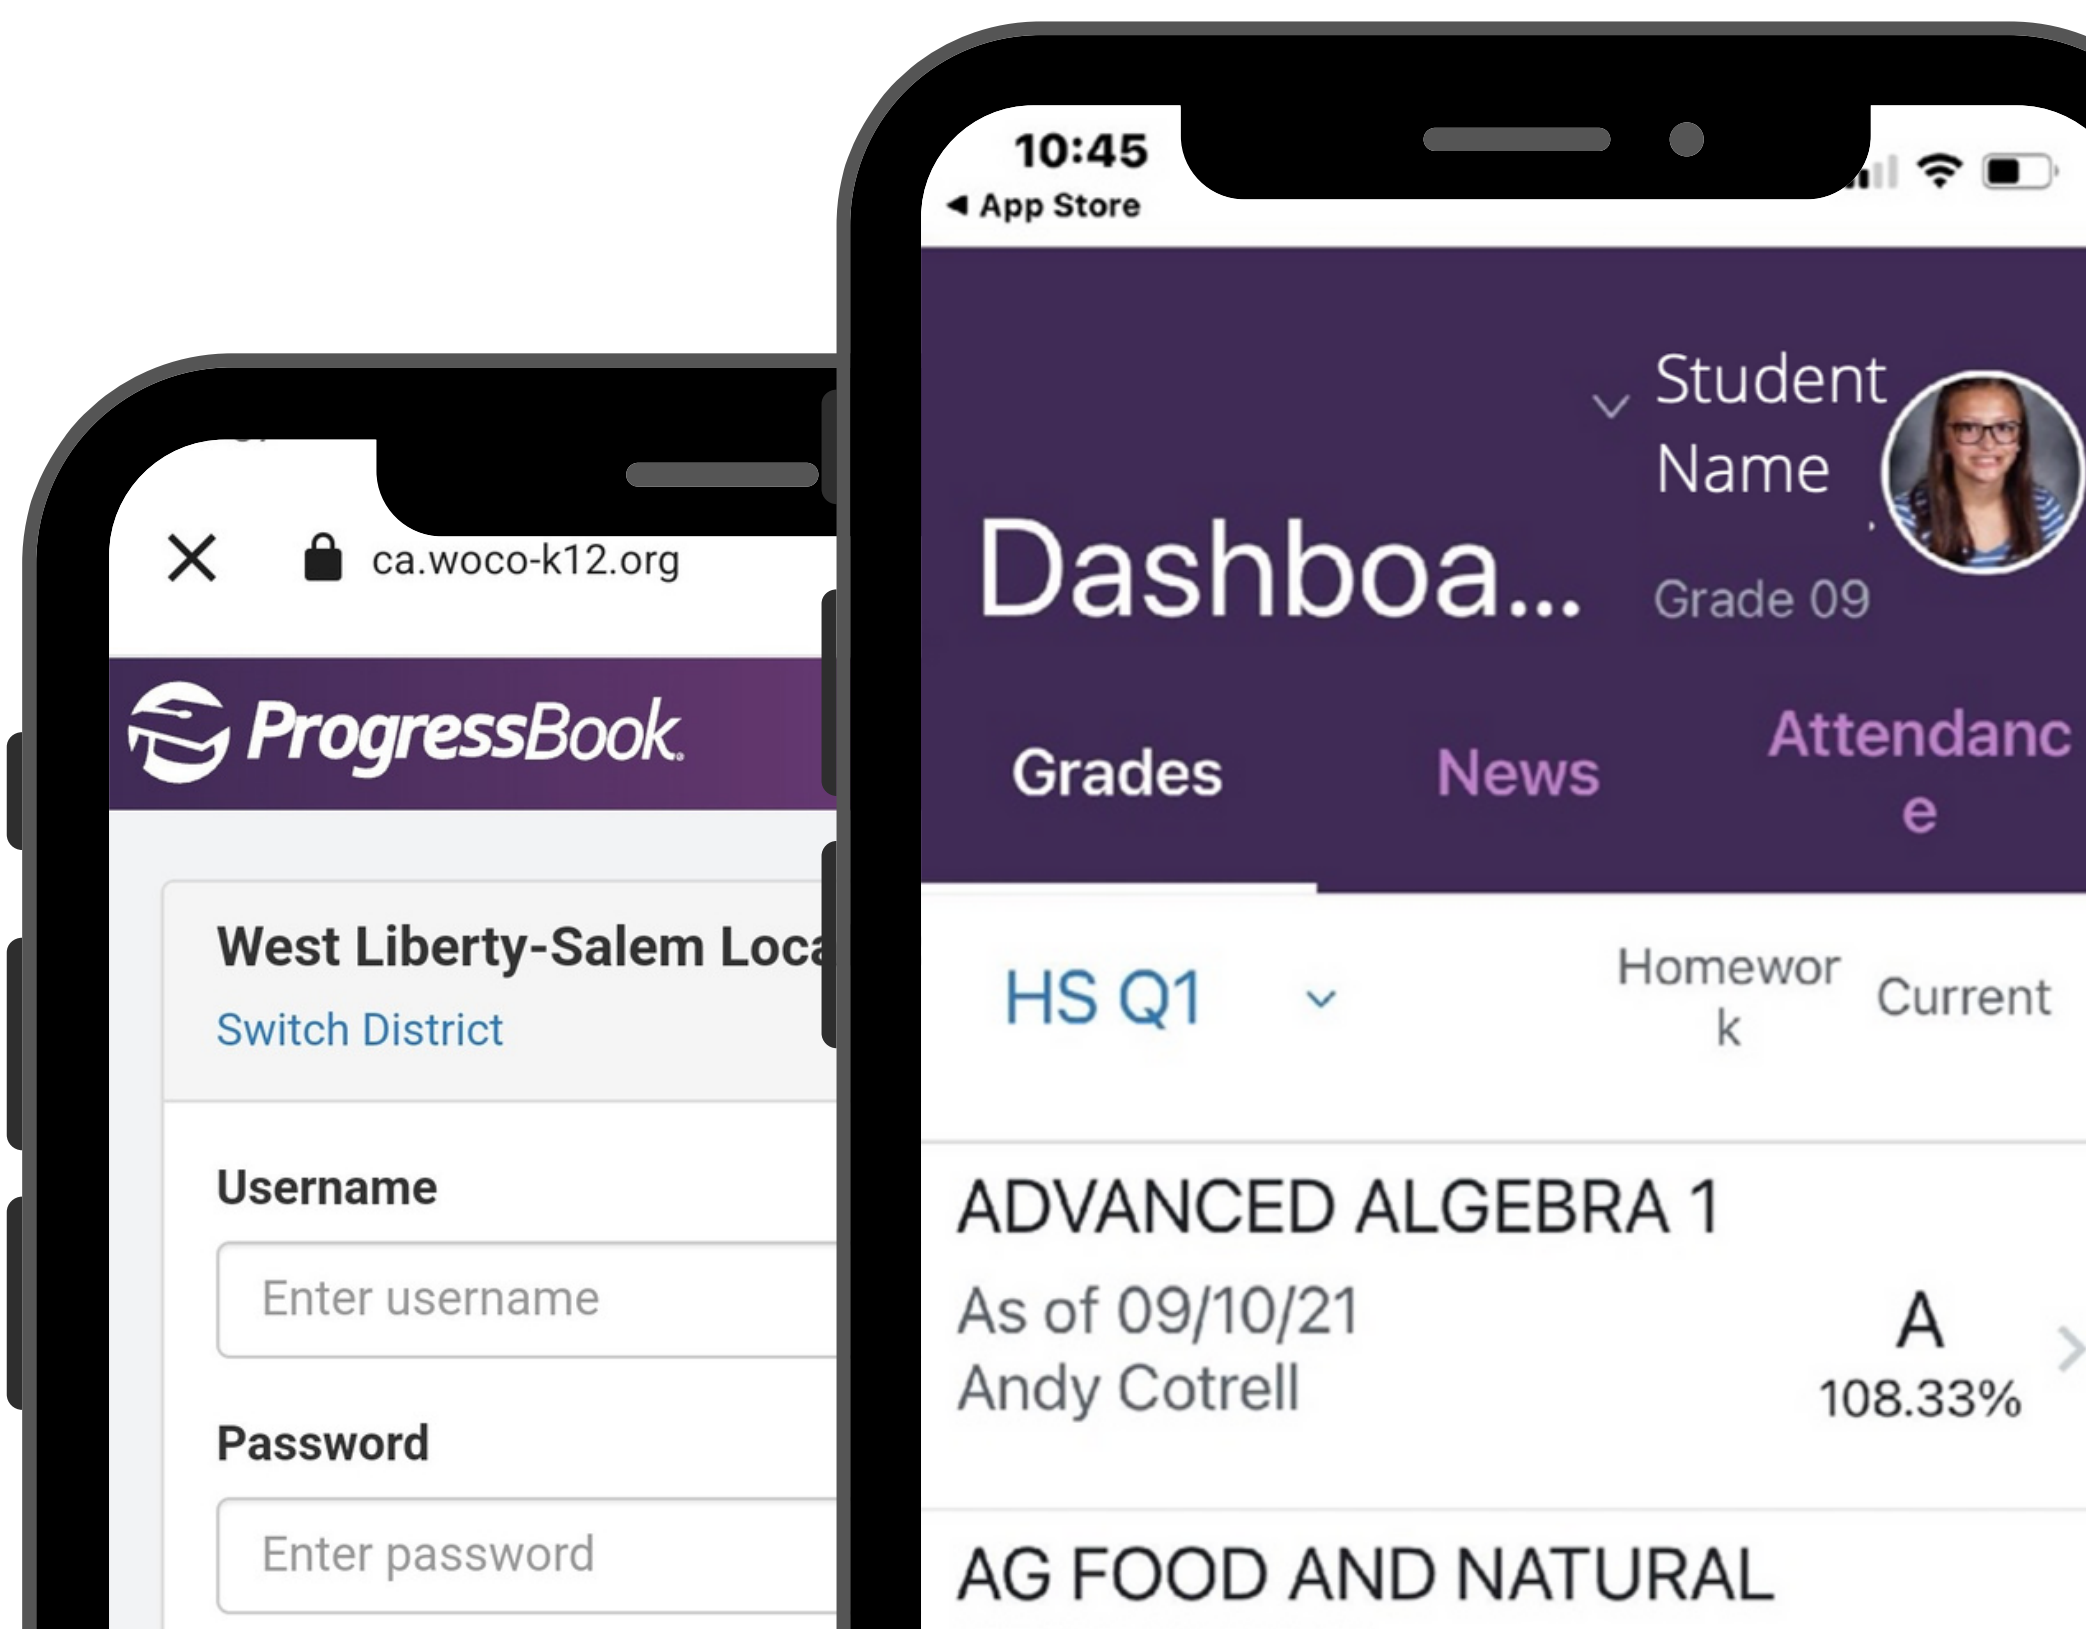 ca.woco-k12.org
ProgressBook
West Liberty-Salem Loca
Switch District
Username
Enter username
Password
Enter password
10:45
◀ App Store
Student
Name
Dashboa...
Grade 09
Grades
News
Attendanc
e
HS Q1
Homewor
k
Current
ADVANCED ALGEBRA 1
As of 09/10/21
Andy Cotrell
A
108.33%
AG FOOD AND NATURAL